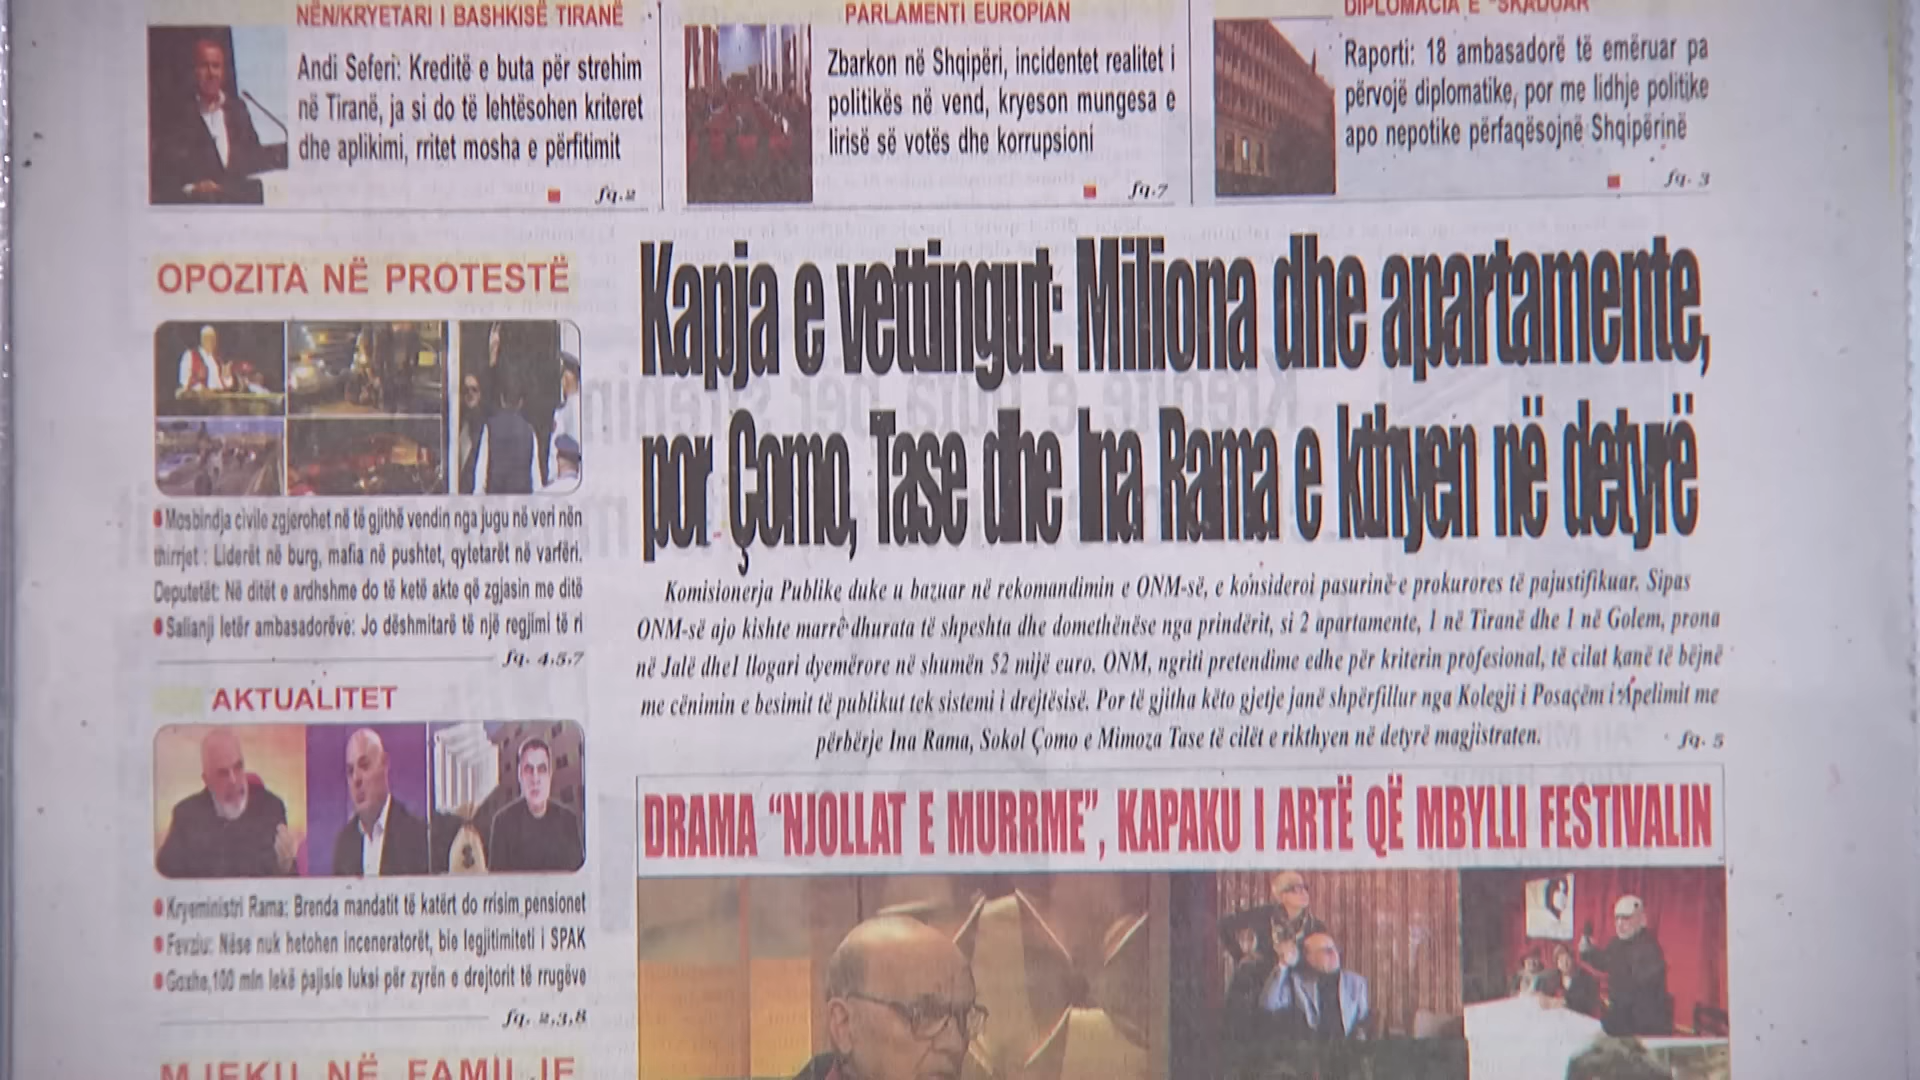 NËN/KRYETARI I BASHKISË TIRANË
Andi Seferi: Kreditë e buta për strehim
në Tiranë, ja si do të lehtësohen kriteret
dhe aplikimi, rritet mosha e përfitimit
fq.2
PARLAMENTI EUROPIAN
Zbarkon në Shqipëri, incidentet realitet i
politikës në vend, kryeson mungesa e
lirisë së votës dhe korrupsioni
fq.7
DIPLOMACIA E "SKADUAR"
Raporti: 18 ambasadorë të emëruar pa
përvojë diplomatike, por me lidhje politike
apo nepotike përfaqësojnë Shqipërinë
fq. 3
OPOZITA NË PROTESTË
Mosbindja civile zgjerohet në të gjithë vendin nga jugu në veri nën
thirrjet : Liderët në burg, mafia në pushtet, qytetarët në varfëri.
Deputetët: Në ditët e ardhshme do të ketë akte që zgjasin me ditë
Salianji letër ambasadorëve: Jo dëshmitarë të një regjimi të ri
fq. 4,5,7
AKTUALITET
Kryeministri Rama: Brenda mandatit të katërt do rrisim pensionet
Fevziu: Nëse nuk hetohen inceneratorët, bie legjitimiteti i SPAK
Goxhe, 100 mln lekë pajisje luksi për zyrën e drejtorit të rrugëve
fq. 2,3,8
MJEKU NË FAMILJE
Kapja e vettingut: Miliona dhe apartamente,
por Çomo, Tase dhe Ina Rama e kthyen në detyrë
Komisionerja Publike duke u bazuar në rekomandimin e ONM-së, e konsideroi pasurinë e prokurores të pajustifikuar. Sipas
ONM-së ajo kishte marrë dhurata të shpeshta dhe domethënëse nga prindërit, si 2 apartamente, 1 në Tiranë dhe 1 në Golem, prona
në Jalë dhe1 llogari dyemërore në shumën 52 mijë euro. ONM, ngriti pretendime edhe për kriterin profesional, të cilat kanë të bëjnë
me cënimin e besimit të publikut tek sistemi i drejtësisë. Por të gjitha këto gjetje janë shpërfillur nga Kolegji i Posaçëm i Apelimit me
përbërje Ina Rama, Sokol Çomo e Mimoza Tase të cilët e rikthyen në detyrë magjistraten.
fq. 5
DRAMA “NJOLLAT E MURRME”, KAPAKU I ARTË QË MBYLLI FESTIVALIN